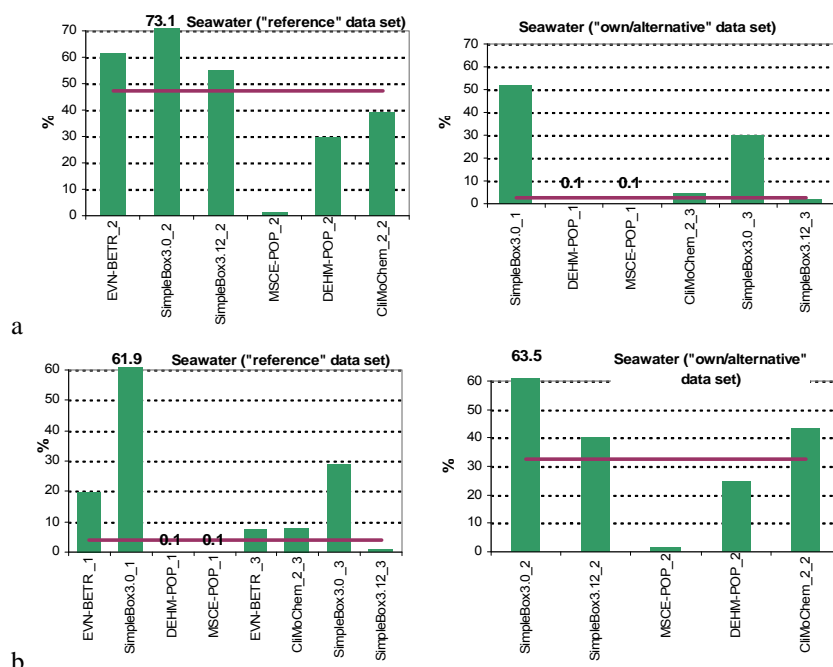 Seawater ("reference" data set)
73.1
70
60
50
40
30
20
10
0
%
EVN-BETR_2
SimpleBox3.0_2
SimpleBox3.12_2
MSCE-POP_2
DEHM-POP_2
CliMoChem_2_2
Seawater ("own/alternative" data set)
70
60
50
40
30
20
10
0
%
0.1
0.1
SimpleBox3.0_1
DEHM-POP_1
MSCE-POP_1
CliMoChem_2_3
SimpleBox3.0_3
SimpleBox3.12_3
a
61.9
Seawater ("reference" data set)
60
50
40
30
20
10
0
%
0.1
0.1
EVN-BETR_1
SimpleBox3.0_1
DEHM-POP_1
MSCE-POP_1
EVN-BETR_3
CliMoChem_2_3
SimpleBox3.0_3
SimpleBox3.12_3
63.5
Seawater ("own/alternative"
data set)
60
50
40
30
20
10
0
%
SimpleBox3.0_2
SimpleBox3.12_2
MSCE-POP_2
DEHM-POP_2
CliMoChem_2_2
b